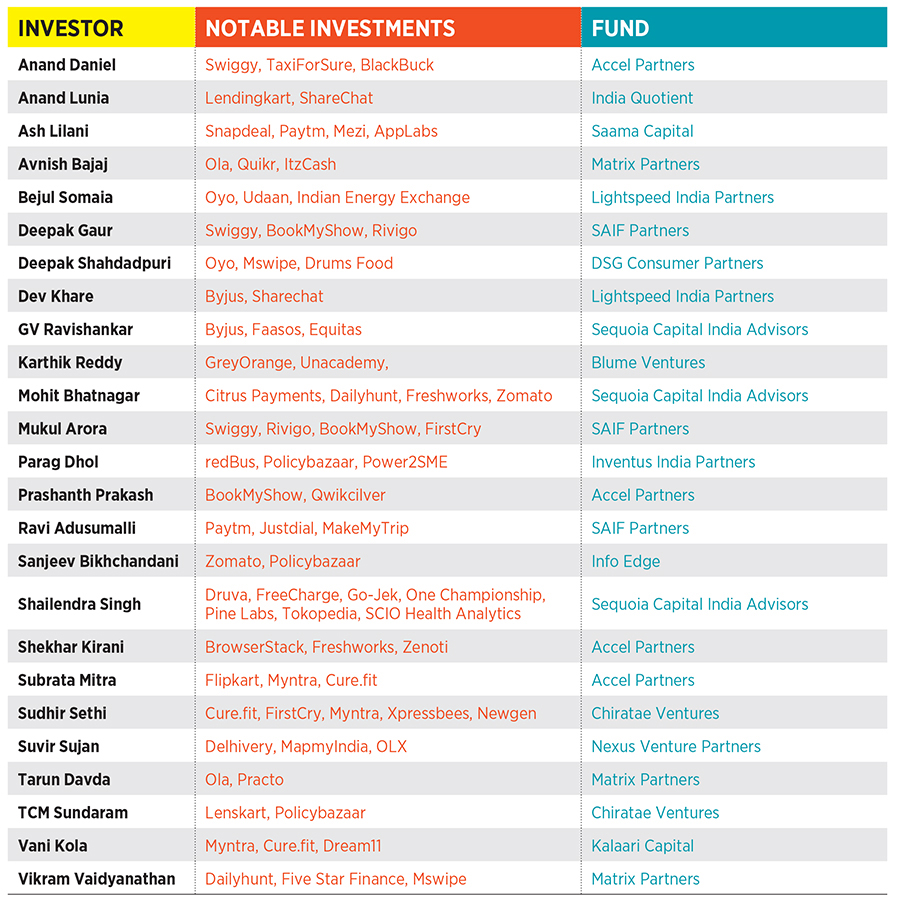 INVESTOR NOTABLE INVESTMENTS FUND
Anand Daniel Swiggy, TaxiForSure, BlackBuck Accel Partners
Anand Lunia Lendingkart, ShareChat India Quotient
Ash Lilani Snapdeal, Paytm, Mezi, AppLabs Saama Capital
Avnish Bajaj Ola, Quikr, ItzCash Matrix Partners
Bejul Somaia Oyo, Udaan, Indian Energy Exchange Lightspeed India Partners
Deepak Gaur Swiggy, BookMyShow, Rivigo SAIF Partners
Deepak Shahdadpuri Oyo, Mswipe, Drums Food DSG Consumer Partners
Dev Khare Byjus, Sharechat Lightspeed India Partners
GV Ravishankar Byjus, Faasos, Equitas Sequoia Capital India Advisors
Karthik Reddy GreyOrange, Unacademy, Blume Ventures
Mohit Bhatnagar Citrus Payments, Dailyhunt, Freshworks, Zomato Sequoia Capital India Advisors
Mukul Arora Swiggy, Rivigo, BookMyShow, FirstCry SAIF Partners
Parag Dhol redBus, Policybazaar, Power2SME Inventus India Partners
Prashanth Prakash BookMyShow, Qwikcilver Accel Partners
Ravi Adusumalli Paytm, Justdial, MakeMyTrip SAIF Partners
Sanjeev Bikhchandani Zomato, Policybazaar Info Edge
Shailendra Singh Druva, FreeCharge, Go-Jek, One Championship,
Pine Labs, Tokopedia, SCIO Health Analytics Sequoia Capital India Advisors
Shekhar Kirani BrowserStack, Freshworks, Zenoti Accel Partners
Subrata Mitra Flipkart, Myntra, Cure.fit Accel Partners
Sudhir Sethi Cure.fit, FirstCry, Myntra, Xpressbees, Newgen Chiratae Ventures
Suvir Sujan Delhivery, MapmyIndia, OLX Nexus Venture Partners
Tarun Davda Ola, Practo Matrix Partners
TCM Sundaram Lenskart, Policybazaar Chiratae Ventures
Vani Kola Myntra, Cure.fit, Dream11 Kalaari Capital
Vikram Vaidyanathan Dailyhunt, Five Star Finance, Mswipe Matrix Partners